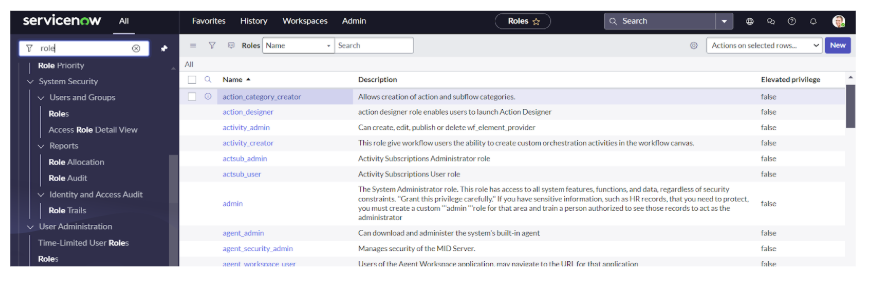 servicenow All Favorites History Workspaces Admin Roles ☆ Search
role
Roles Name Search Actions on selected rows... New
All
Role Priority
System Security
Users and Groups
Roles
Access Role Detail View
Reports
Role Allocation
Role Audit
Identity and Access Audit
Role Trails
User Administration
Time-Limited User Roles
Roles
Name Description Elevated privilege
action_category_creator Allows creation of action and subflow categories. false
action_designer action designer role enables users to launch Action Designer false
activity_admin Can create, edit, publish or delete wf_element_provider false
activity_creator This role give workflow users the ability to create custom orchestration activities in the workflow canvas. false
actsub_admin Activity Subscriptions Administrator role false
actsub_user Activity Subscriptions User role false
admin The System Administrator role. This role has access to all system features, functions, and data, regardless of security
constraints. "Grant this privilege carefully." If you have sensitive information, such as HR records, that you need to protect,
you must create a custom ""admin ""role for that area and train a person authorized to see those records to act as the
administrator false
agent_admin Can download and administer the system's built-in agent false
agent_security_admin Manages security of the MID Server. false
agent_workspace_user Users of the Agent Workspace application, may navigate to the URL for that application false